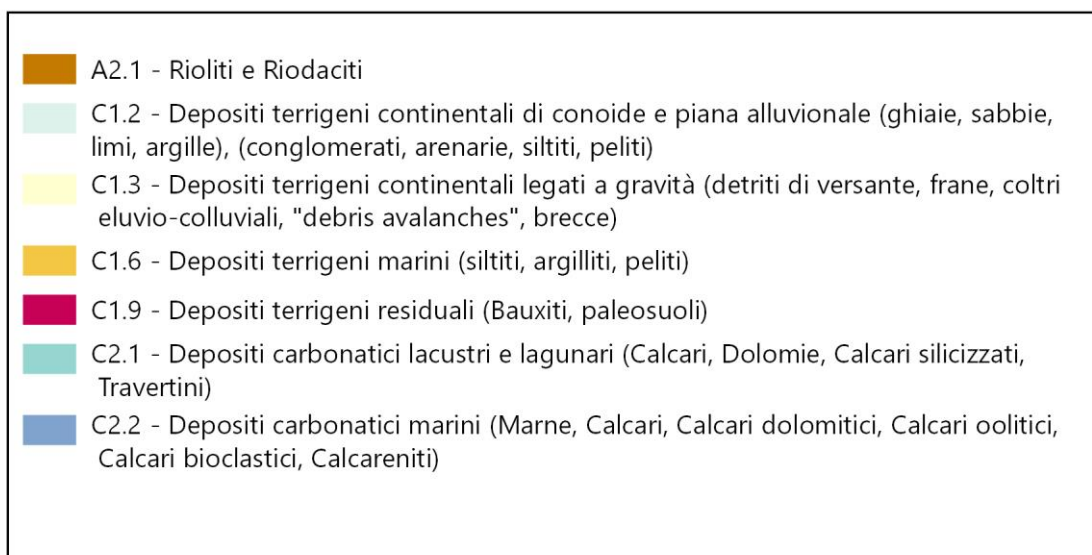 A2.1 - Rioliti e Riodaciti
C1.2 - Depositi terrigeni continentali di conoide e piana alluvionale (ghiaie, sabbie,
limi, argille), (conglomerati, arenarie, siltiti, peliti)
C1.3 - Depositi terrigeni continentali legati a gravità (detriti di versante, frane, coltri
eluvio-colluviali, "debris avalanches", brecce)
C1.6 - Depositi terrigeni marini (siltiti, argilliti, peliti)
C1.9 - Depositi terrigeni residuali (Bauxiti, paleosuoli)
C2.1 - Depositi carbonatici lacustri e lagunari (Calcari, Dolomie, Calcari silicizzati,
Travertini)
C2.2 - Depositi carbonatici marini (Marne, Calcari, Calcari dolomitici, Calcari oolitici,
Calcari bioclastici, Calcareniti)